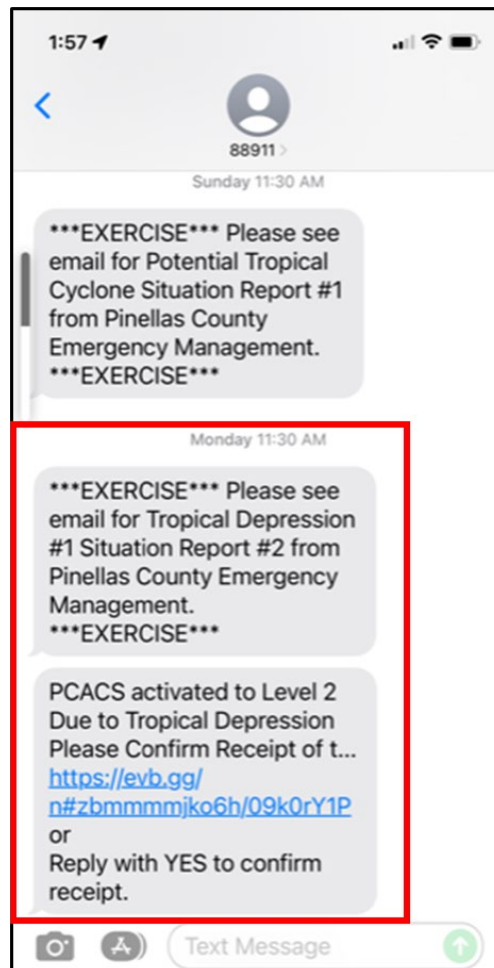 1:57
88911
Sunday 11:30 AM
***EXERCISE*** Please see
email for Potential Tropical
Cyclone Situation Report #1
from Pinellas County
Emergency Management.
***EXERCISE***
Monday 11:30 AM
***EXERCISE*** Please see
email for Tropical Depression
#1 Situation Report #2 from
Pinellas County Emergency
Management.
***EXERCISE***
PCACS activated to Level 2
Due to Tropical Depression
Please Confirm Receipt of t...
https://evb.gg/
n#zbmmmmjko6h/09k0rY1P
or
Reply with YES to confirm
receipt.
Text Message